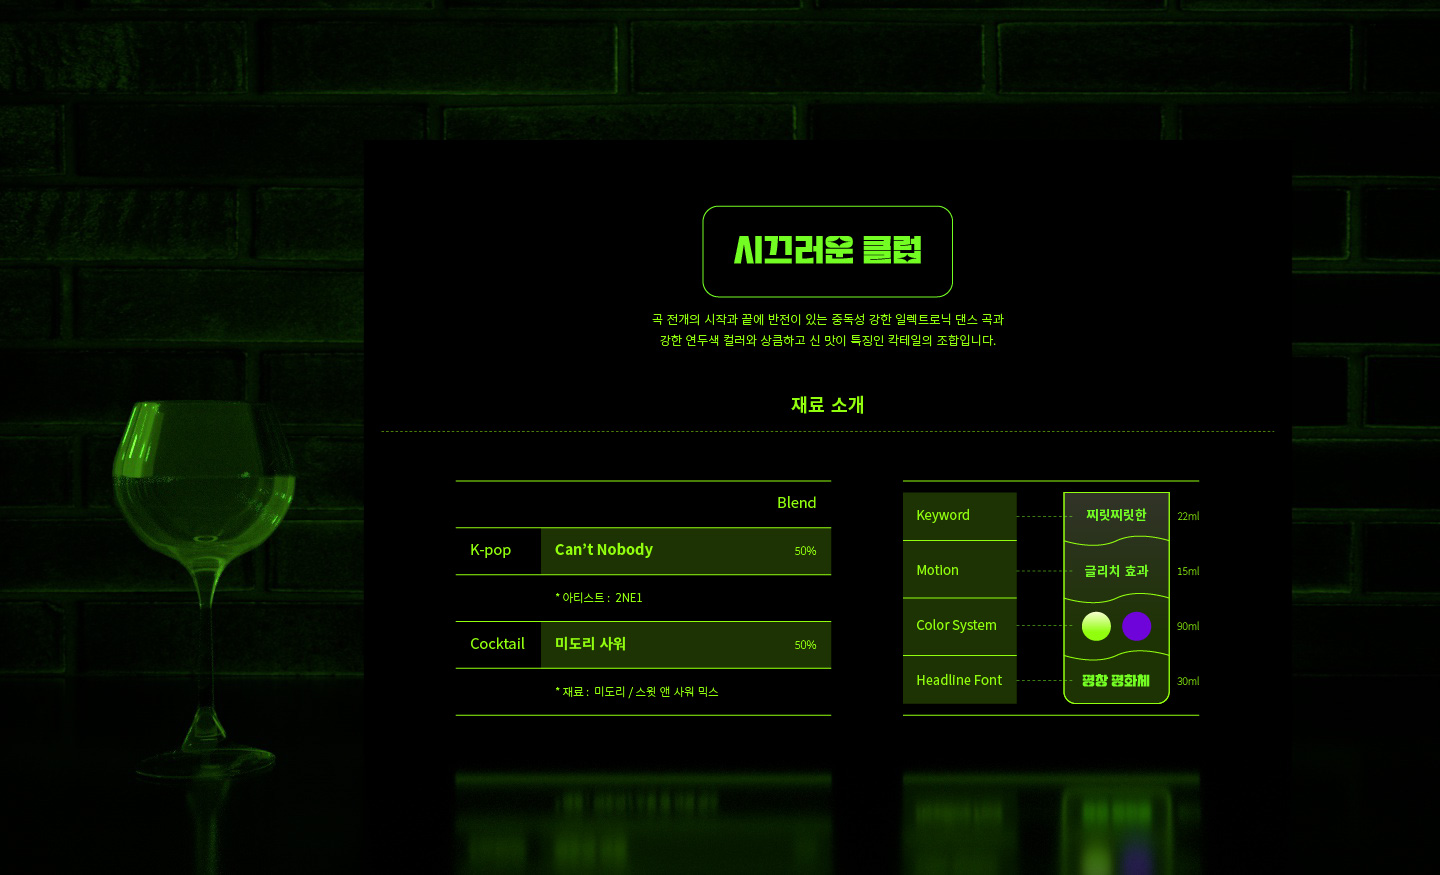 시끄러운 클럽
곡 전개의 시작과 끝에 반전이 있는 중독성 강한 일렉트로닉 댄스 곡과
강한 연두색 컬러와 상큼하고 신 맛이 특징인 칵테일의 조합입니다.
재료 소개
Blend
K-pop Can’t Nobody 50%
* 아티스트 : 2NE1
Cocktail 미도리 사워 50%
* 재료 : 미도리 / 스윗 앤 사워 믹스
Keyword 찌릿찌릿한 22ml
Motion 글리치 효과 15ml
Color System 90ml
Headline Font 평창 평화체 30ml